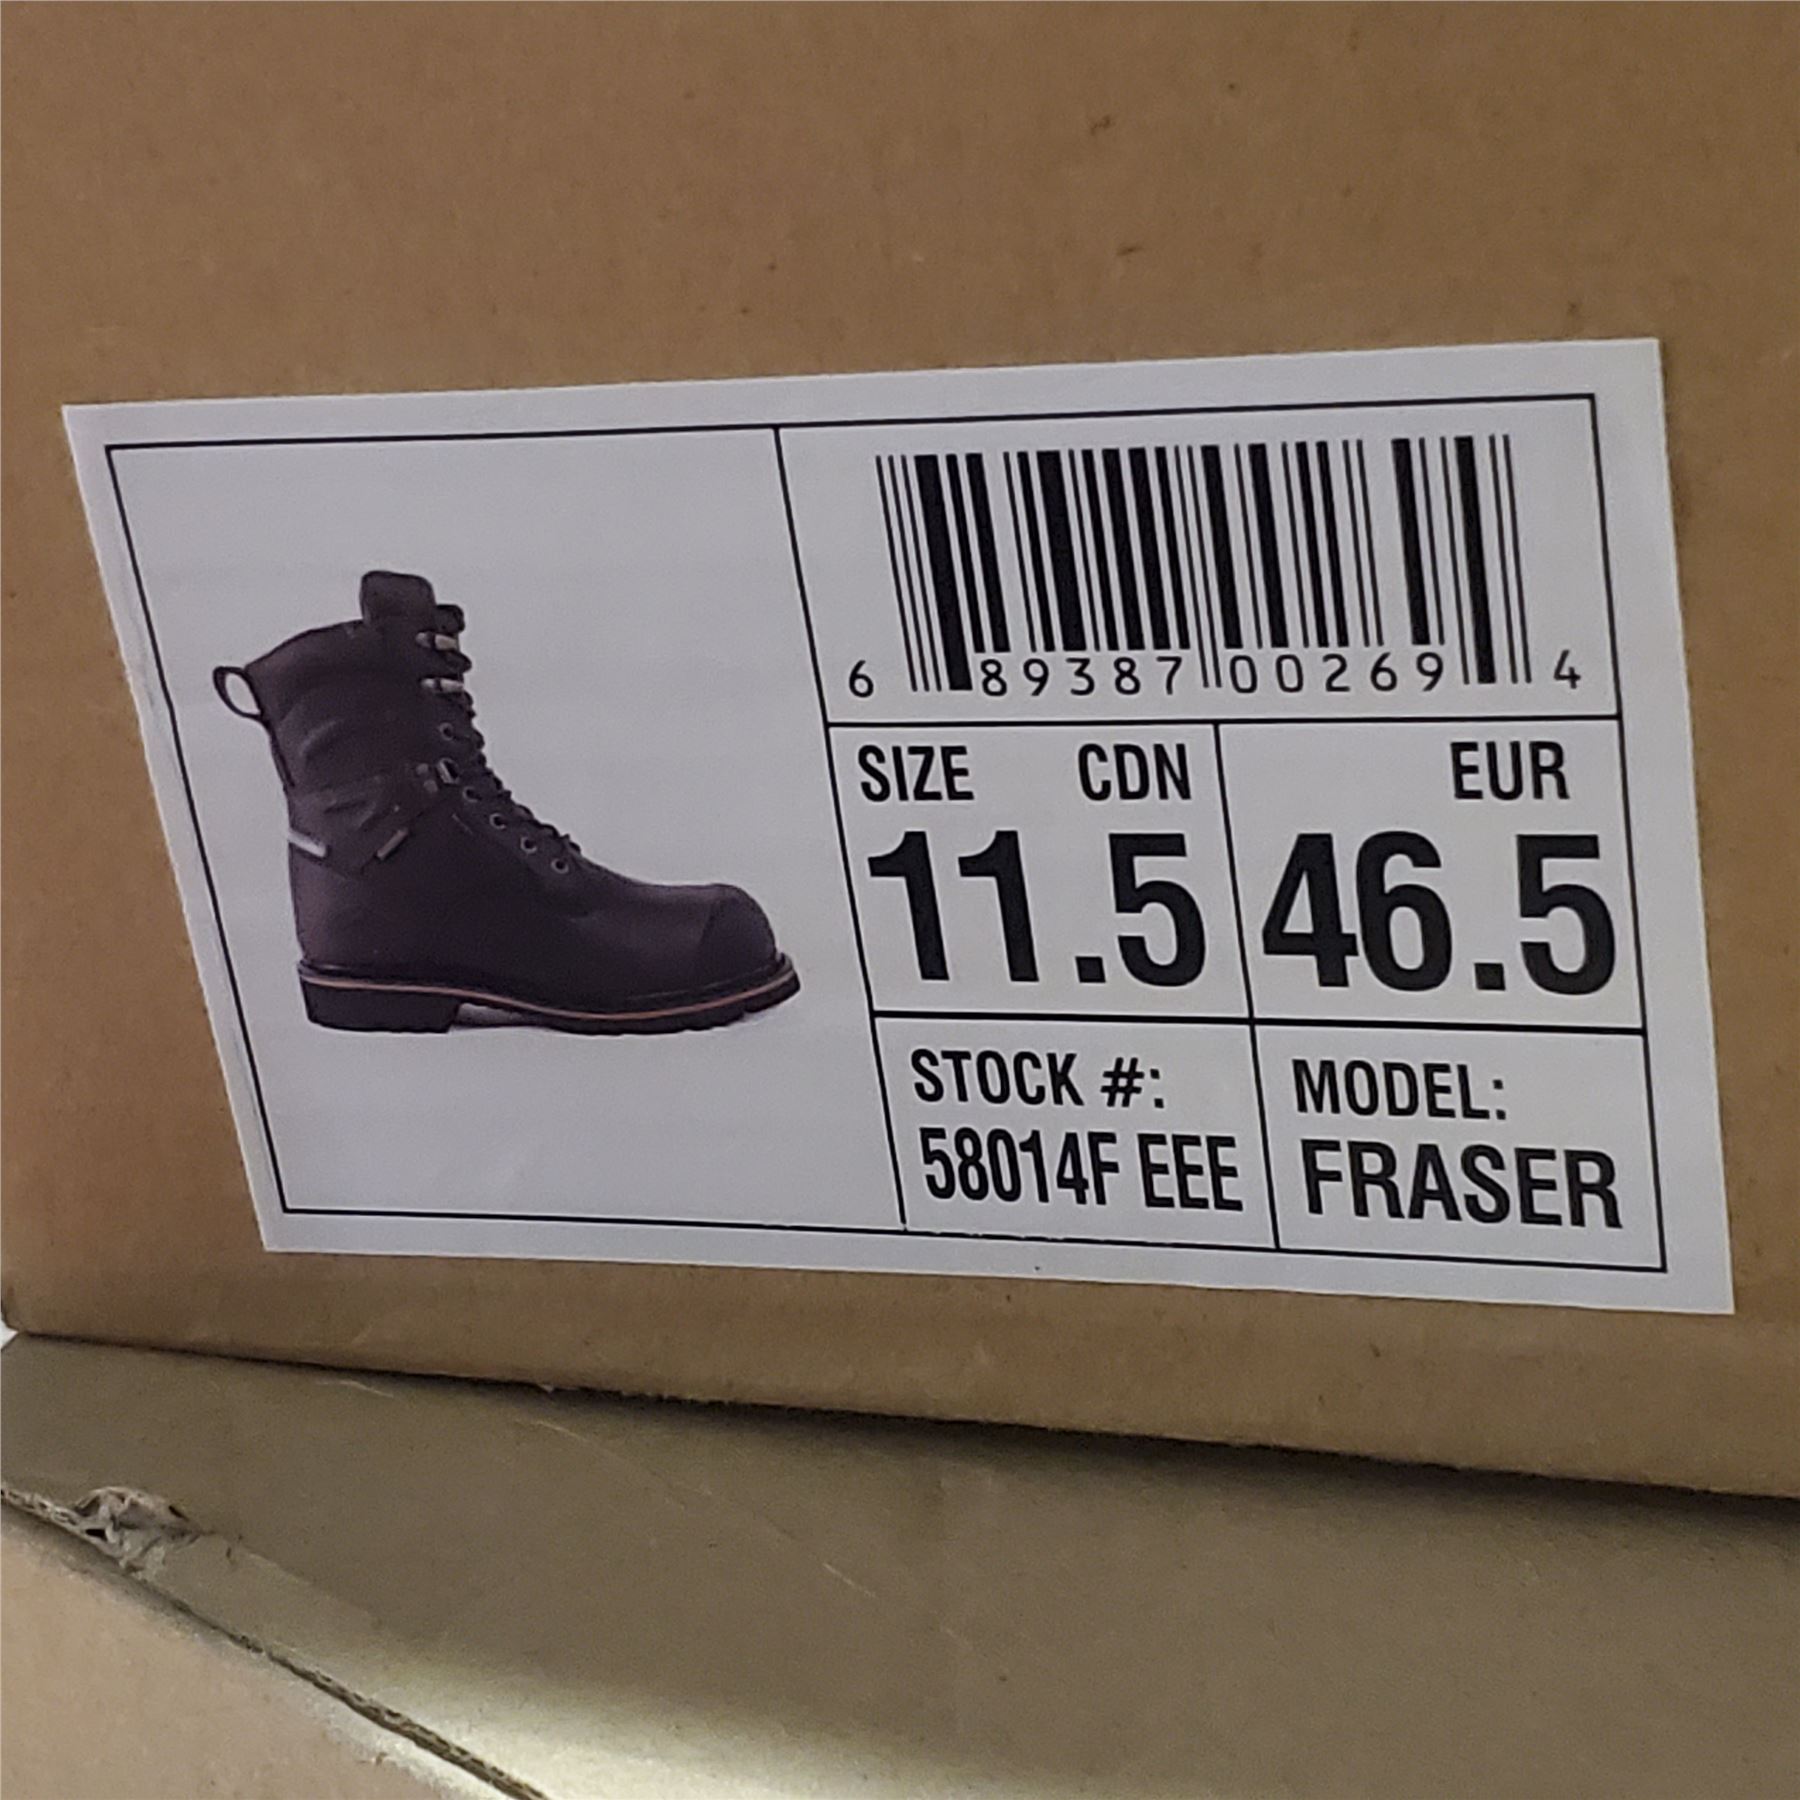 6 89387 00269 4
SIZE CDN
11.5
EUR
46.5
STOCK #:
58014F EEE
MODEL:
FRASER